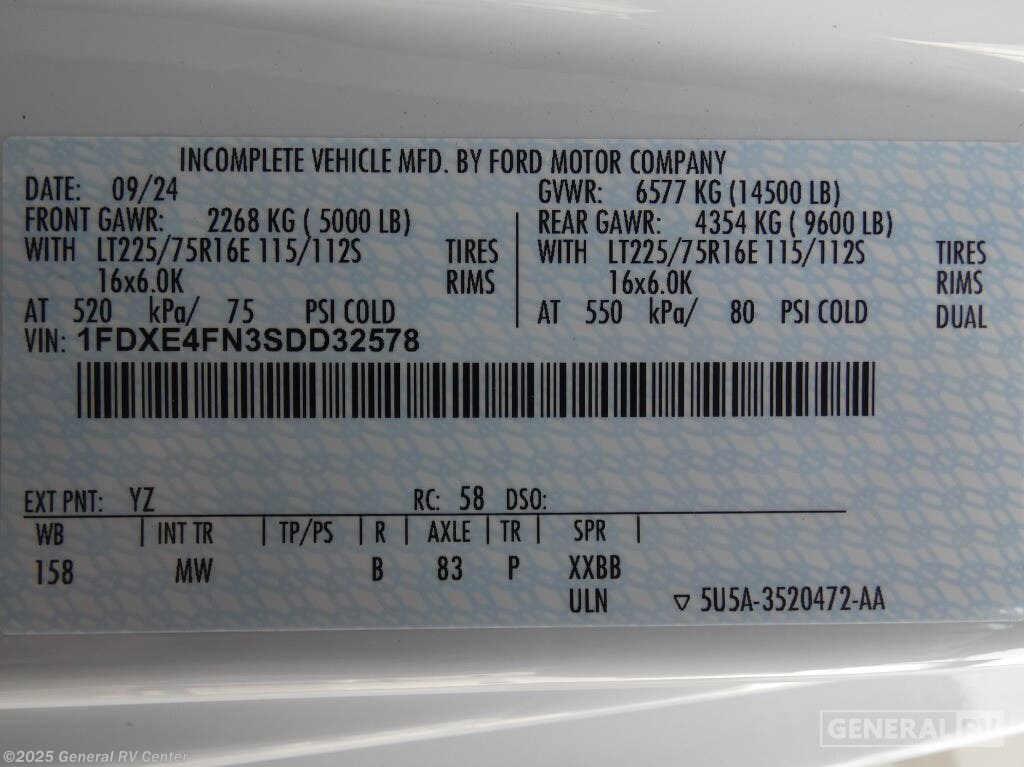 INCOMPLETE VEHICLE MFD. BY FORD MOTOR COMPANY
DATE: 09/24 GVWR: 6577 KG (14500 LB)
FRONT GAWR: 2268 KG ( 5000 LB) REAR GAWR: 4354 KG ( 9600 LB)
WITH LT225/75R16E 115/112S TIRES WITH LT225/75R16E 115/112S TIRES
16x6.0K RIMS 16x6.0K RIMS
AT 520 kPa/ 75 PSI COLD AT 550 kPa/ 80 PSI COLD DUAL
VIN: 1FDXE4FN3SDD32578
EXT PNT: YZ RC: 58 DSO:
WB | INT TR | TP/PS | R | AXLE | TR | SPR |
158 MW B 83 P XXBB
ULN ▽ 5U5A-3520472-AA
GENERAL RV
©2025 General RV Center